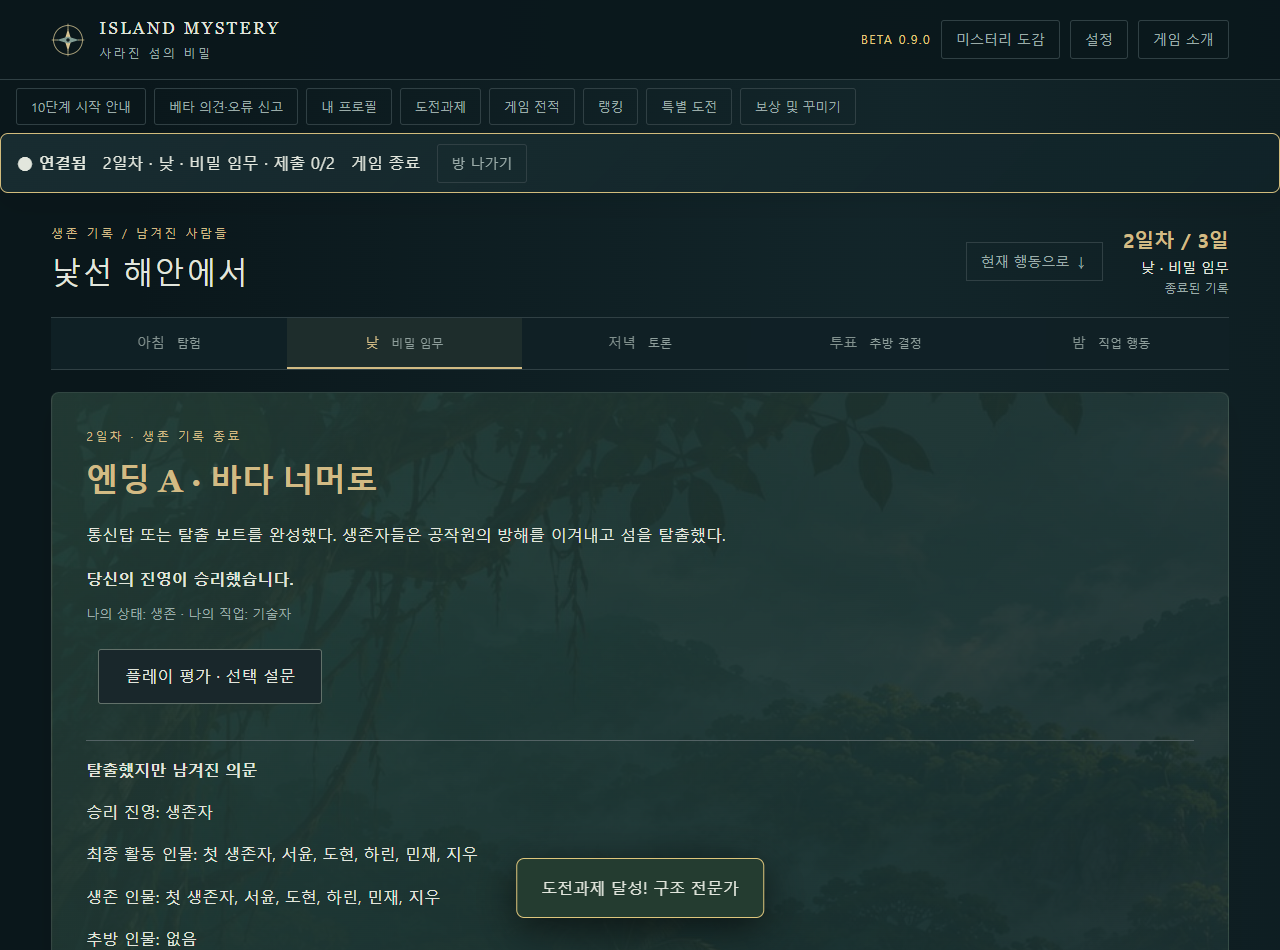 ISLAND MYSTERY
사라진 섬의 비밀
BETA 0.9.0
미스터리 도감
설정
게임 소개
10단계 시작 안내
베타 의견·오류 신고
내 프로필
도전과제
게임 전적
랭킹
특별 도전
보상 및 꾸미기
연결됨 2일차 · 낮 · 비밀 임무 · 제출 0/2 게임 종료 방 나가기
생존 기록 / 남겨진 사람들
낯선 해안에서
현재 행동으로 ↓
2일차 / 3일
낮 · 비밀 임무
종료된 기록
아침 탐험
낮 비밀 임무
저녁 토론
투표 추방 결정
밤 직업 행동
2일차 · 생존 기록 종료
엔딩 A · 바다 너머로
통신탑 또는 탈출 보트를 완성했다. 생존자들은 공작원의 방해를 이겨내고 섬을 탈출했다.
당신의 진영이 승리했습니다.
나의 상태: 생존 · 나의 직업: 기술자
플레이 평가 · 선택 설문
탈출했지만 남겨진 의문
승리 진영: 생존자
최종 활동 인물: 첫 생존자, 서윤, 도현, 하린, 민재, 지우
생존 인물: 첫 생존자, 서윤, 도현, 하린, 민재, 지우
도전과제 달성! 구조 전문가
추방 인물: 없음